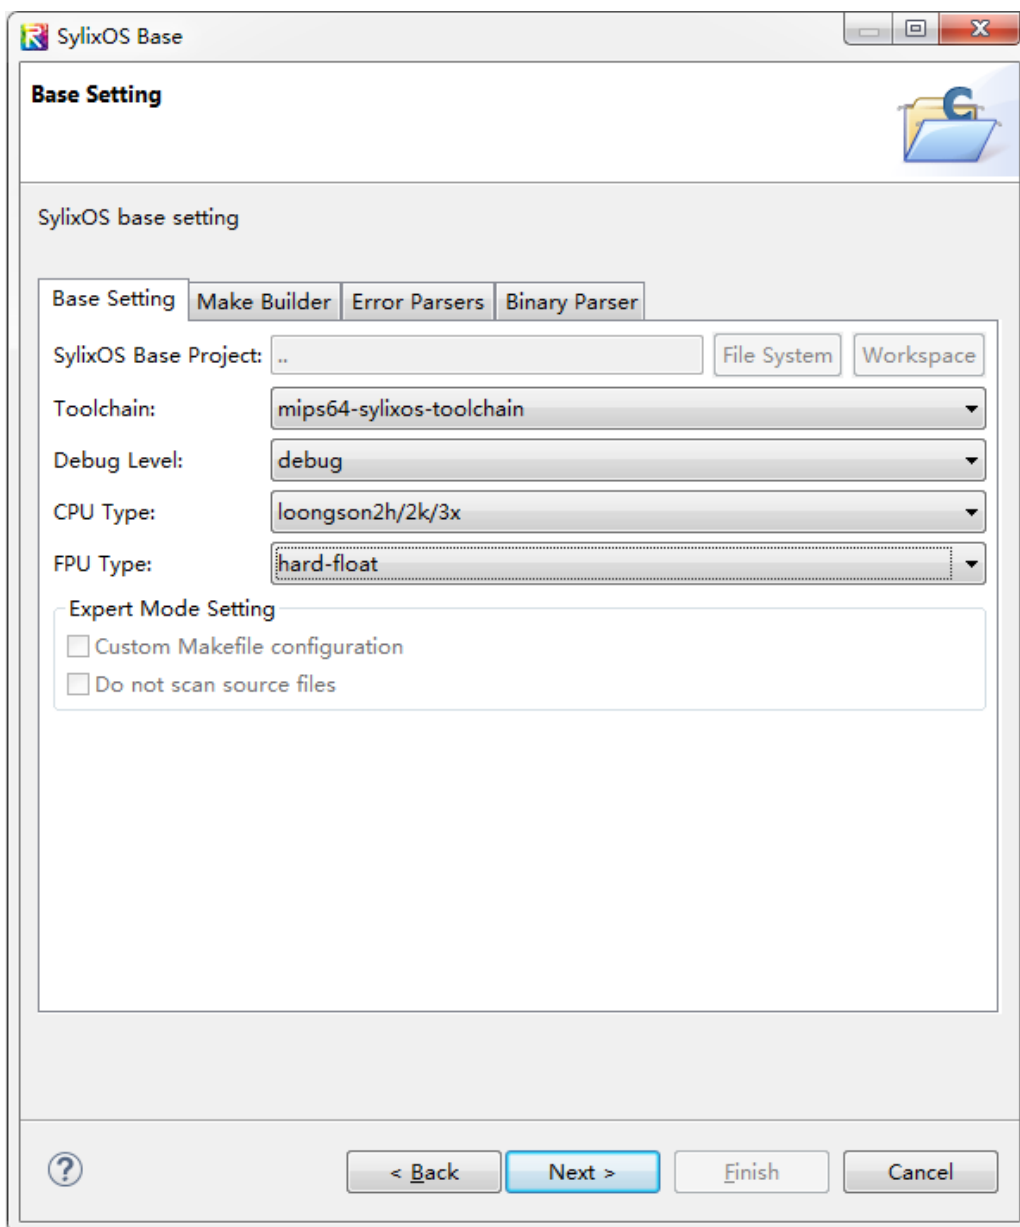 SylixOS Base
Base Setting
SylixOS base setting
Base Setting Make Builder Error Parsers Binary Parser
SylixOS Base Project: .. File System Workspace
Toolchain: mips64-sylixos-toolchain
Debug Level: debug
CPU Type: loongson2h/2k/3x
FPU Type: hard-float
Expert Mode Setting
Custom Makefile configuration
Do not scan source files
< Back Next > Finish Cancel